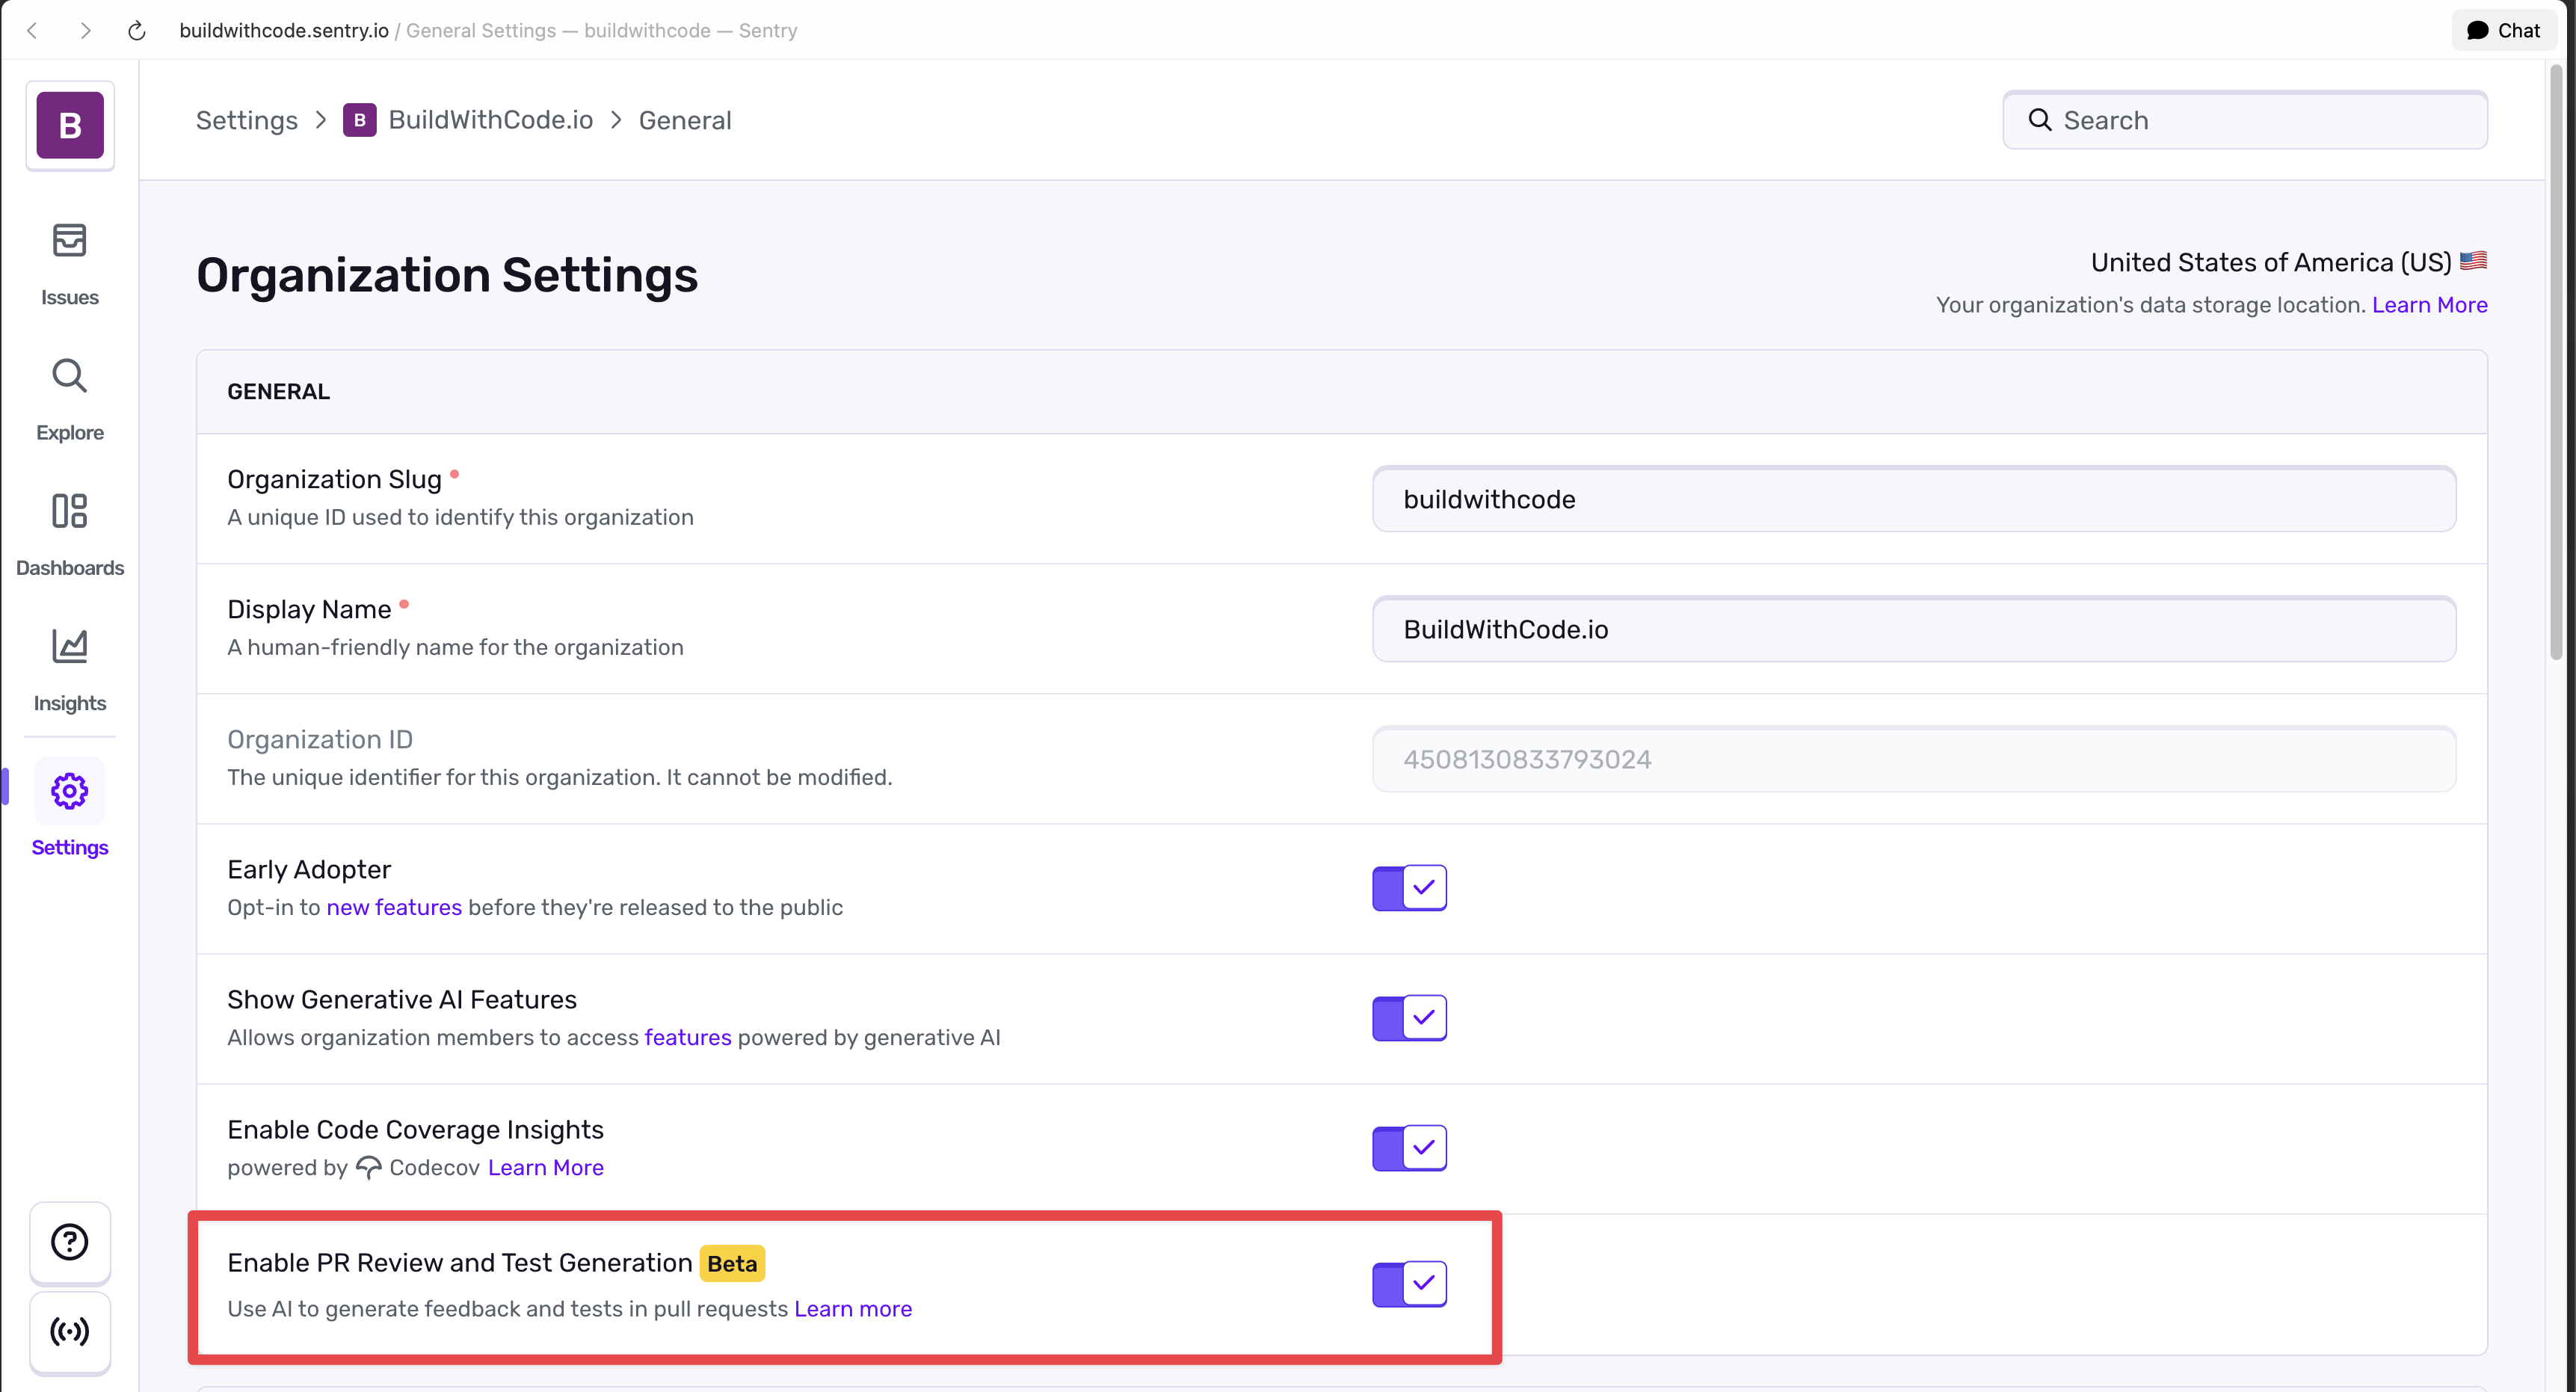 buildwithcode.sentry.io / General Settings — buildwithcode — Sentry
Chat
B
Settings > B BuildWithCode.io > General
Search
Issues
Explore
Dashboards
Insights
Settings
Organization Settings
United States of America (US)
Your organization's data storage location. Learn More
GENERAL
Organization Slug
A unique ID used to identify this organization
buildwithcode
Display Name
A human-friendly name for the organization
BuildWithCode.io
Organization ID
The unique identifier for this organization. It cannot be modified.
4508130833793024
Early Adopter
Opt-in to new features before they're released to the public
Show Generative AI Features
Allows organization members to access features powered by generative AI
Enable Code Coverage Insights
powered by Codecov Learn More
Enable PR Review and Test Generation Beta
Use AI to generate feedback and tests in pull requests Learn more